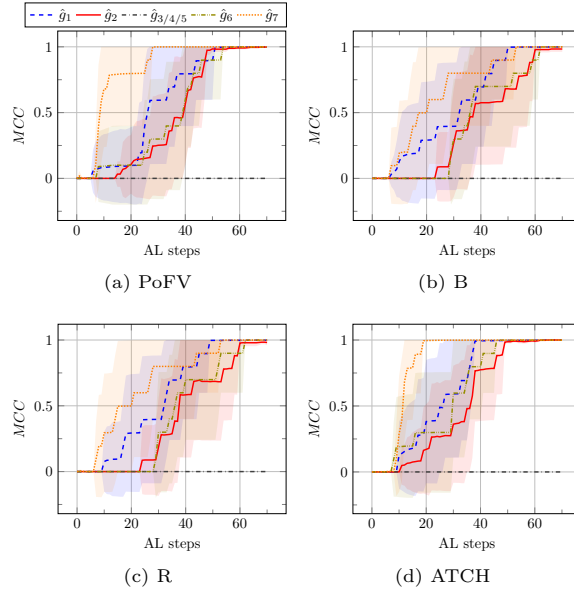 ĝ₁ ĝ₂ ĝ₃/₄/₅ ĝ₆ ĝ₇
1
0.5
0
MCC
0 20 40 60
AL steps
(a) PoFV
1
0.5
0
MCC
0 20 40 60
AL steps
(b) B
1
0.5
0
MCC
0 20 40 60
AL steps
(c) R
1
0.5
0
MCC
0 20 40 60
AL steps
(d) ATCH